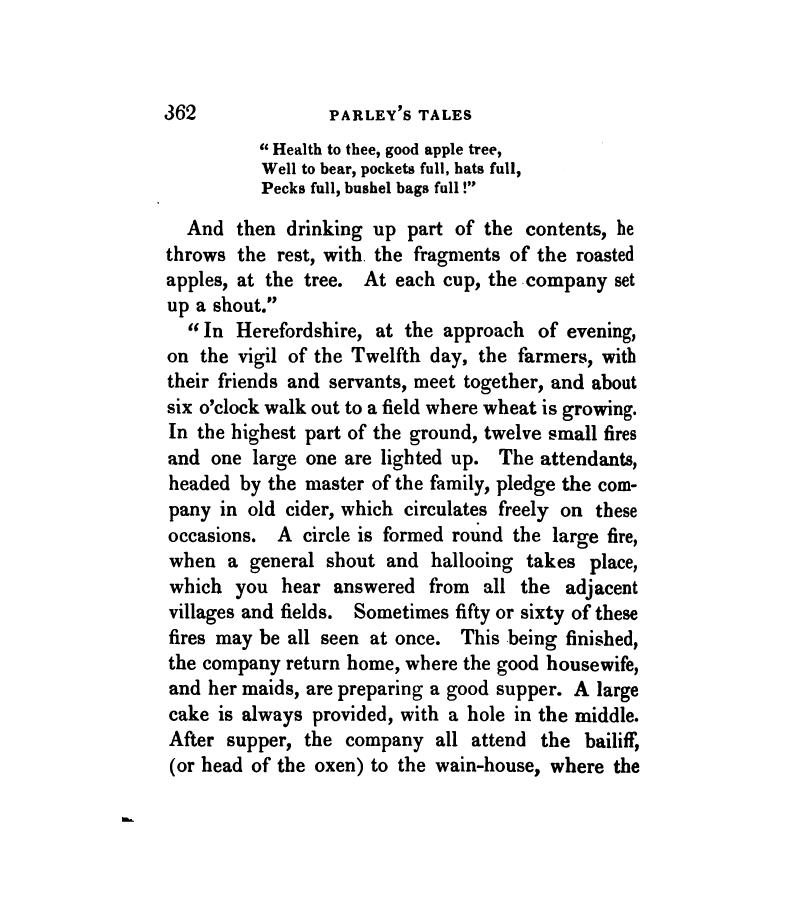 362 PARLEY'S TALES
“Health to thee, good apple tree,
Well to bear, pockets full, hats full,
Pecks full, bushel bags full!”
And then drinking up part of the contents, he
throws the rest, with the fragments of the roasted
apples, at the tree. At each cup, the company set
up a shout.”
“In Herefordshire, at the approach of evening,
on the vigil of the Twelfth day, the farmers, with
their friends and servants, meet together, and about
six o'clock walk out to a field where wheat is growing.
In the highest part of the ground, twelve small fires
and one large one are lighted up. The attendants,
headed by the master of the family, pledge the com-
pany in old cider, which circulates freely on these
occasions. A circle is formed round the large fire,
when a general shout and hallooing takes place,
which you hear answered from all the adjacent
villages and fields. Sometimes fifty or sixty of these
fires may be all seen at once. This being finished,
the company return home, where the good housewife,
and her maids, are preparing a good supper. A large
cake is always provided, with a hole in the middle.
After supper, the company all attend the bailiff,
(or head of the oxen) to the wain-house, where the